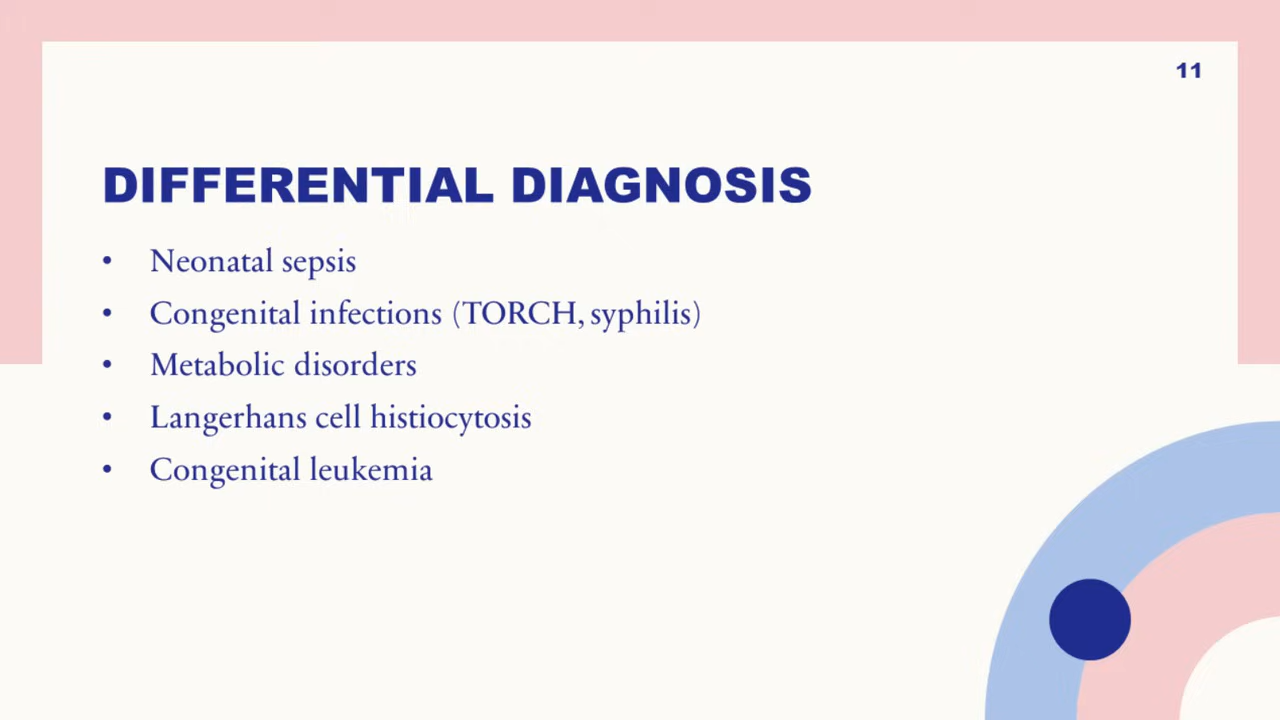 11
DIFFERENTIAL DIAGNOSIS
• Neonatal sepsis
• Congenital infections (TORCH, syphilis)
• Metabolic disorders
• Langerhans cell histiocytosis
• Congenital leukemia